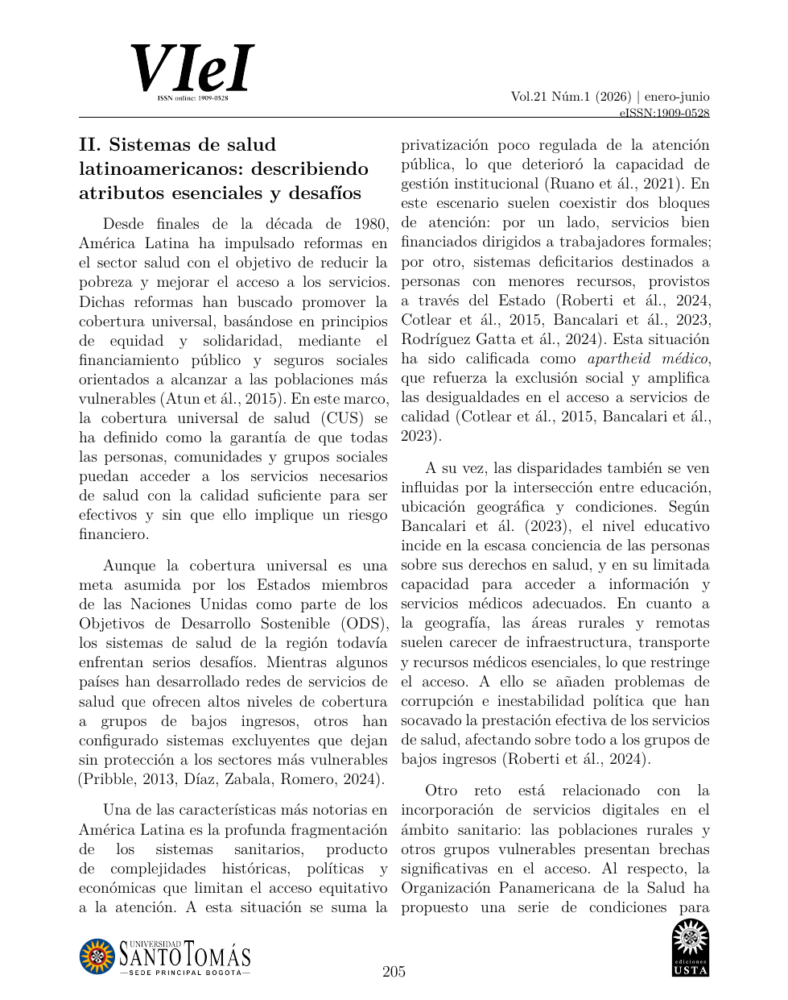 VIeI
ISSN online: 1909-0528
Vol.21 Núm.1 (2026) | enero-junio
eISSN:1909-0528
II. Sistemas de salud
latinoamericanos: describiendo
atributos esenciales y desafíos
Desde finales de la década de 1980,
América Latina ha impulsado reformas en
el sector salud con el objetivo de reducir la
pobreza y mejorar el acceso a los servicios.
Dichas reformas han buscado promover la
cobertura universal, basándose en principios
de equidad y solidaridad, mediante el
financiamiento público y seguros sociales
orientados a alcanzar a las poblaciones más
vulnerables (Atun et ál., 2015). En este marco,
la cobertura universal de salud (CUS) se
ha definido como la garantía de que todas
las personas, comunidades y grupos sociales
puedan acceder a los servicios necesarios
de salud con la calidad suficiente para ser
efectivos y sin que ello implique un riesgo
financiero.
Aunque la cobertura universal es una
meta asumida por los Estados miembros
de las Naciones Unidas como parte de los
Objetivos de Desarrollo Sostenible (ODS),
los sistemas de salud de la región todavía
enfrentan serios desafíos. Mientras algunos
países han desarrollado redes de servicios de
salud que ofrecen altos niveles de cobertura
a grupos de bajos ingresos, otros han
configurado sistemas excluyentes que dejan
sin protección a los sectores más vulnerables
(Pribble, 2013, Díaz, Zabala, Romero, 2024).
Una de las características más notorias en
América Latina es la profunda fragmentación
de los sistemas sanitarios, producto
de complejidades históricas, políticas y
económicas que limitan el acceso equitativo
a la atención. A esta situación se suma la
privatización poco regulada de la atención
pública, lo que deterioró la capacidad de
gestión institucional (Ruano et ál., 2021). En
este escenario suelen coexistir dos bloques
de atención: por un lado, servicios bien
financiados dirigidos a trabajadores formales;
por otro, sistemas deficitarios destinados a
personas con menores recursos, provistos
a través del Estado (Roberti et ál., 2024,
Cotlear et ál., 2015, Bancalari et ál., 2023,
Rodríguez Gatta et ál., 2024). Esta situación
ha sido calificada como apartheid médico,
que refuerza la exclusión social y amplifica
las desigualdades en el acceso a servicios de
calidad (Cotlear et ál., 2015, Bancalari et ál.,
2023).
A su vez, las disparidades también se ven
influidas por la intersección entre educación,
ubicación geográfica y condiciones. Según
Bancalari et ál. (2023), el nivel educativo
incide en la escasa conciencia de las personas
sobre sus derechos en salud, y en su limitada
capacidad para acceder a información y
servicios médicos adecuados. En cuanto a
la geografía, las áreas rurales y remotas
suelen carecer de infraestructura, transporte
y recursos médicos esenciales, lo que restringe
el acceso. A ello se añaden problemas de
corrupción e inestabilidad política que han
socavado la prestación efectiva de los servicios
de salud, afectando sobre todo a los grupos de
bajos ingresos (Roberti et ál., 2024).
Otro reto está relacionado con la
incorporación de servicios digitales en el
ámbito sanitario: las poblaciones rurales y
otros grupos vulnerables presentan brechas
significativas en el acceso. Al respecto, la
Organización Panamericana de la Salud ha
propuesto una serie de condiciones para
UNIVERSIDAD
SANTO TOMÁS
SEDE PRINCIPAL BOGOTÁ
205
ediciones
USTA